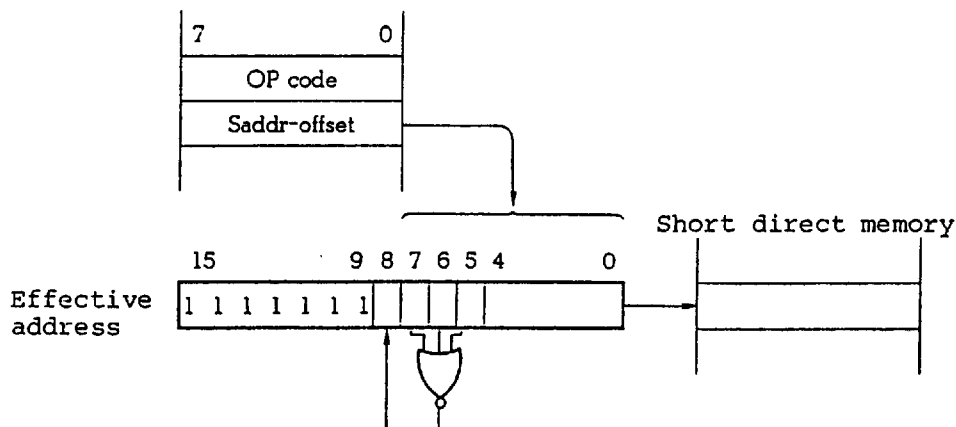 7 0
OP code
Saddr-offset
Short direct memory
15 9 8 7 6 5 4 0
Effective
address
1 1 1 1 1 1 1